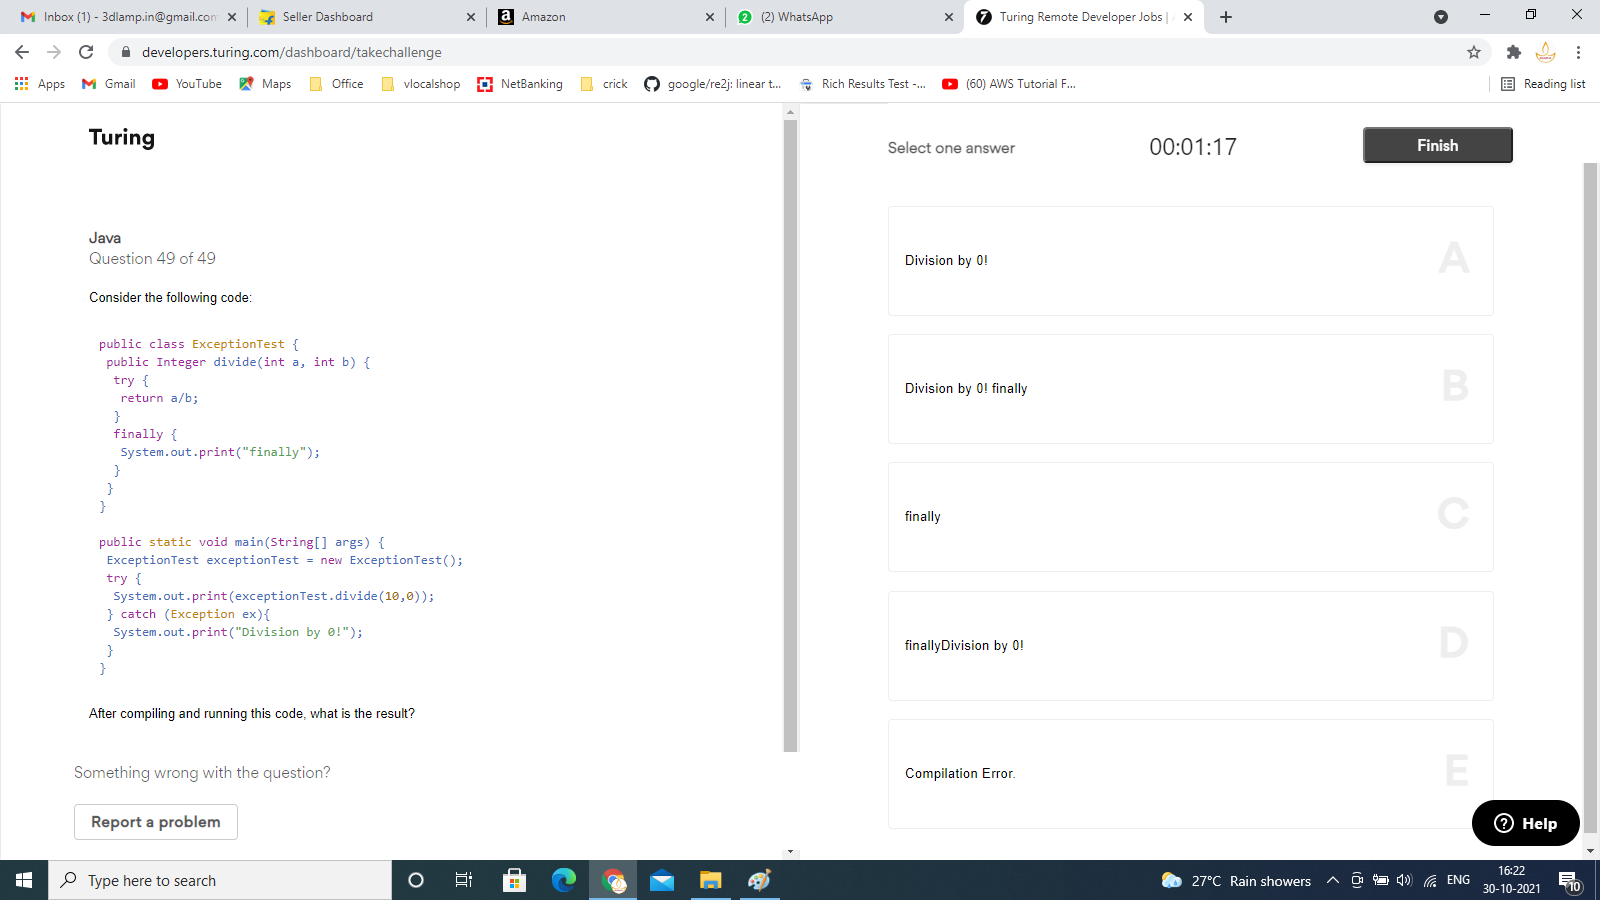 Inbox (1) - 3dlamp.in@gmail.com
Seller Dashboard
Amazon
(2) WhatsApp
Turing Remote Developer Jobs |
developers.turing.com/dashboard/takechallenge
Apps
Gmail
YouTube
Maps
Office
vlocalshop
NetBanking
crick
google/re2j: linear t...
Rich Results Test -...
(60) AWS Tutorial F...
Reading list
Turing
Java
Question 49 of 49
Consider the following code:
public class ExceptionTest {
public Integer divide(int a, int b) {
try {
return a/b;
}
finally {
System.out.print("finally");
}
}
}
public static void main(String[] args) {
ExceptionTest exceptionTest = new ExceptionTest();
try {
System.out.print(exceptionTest.divide(10,0));
} catch (Exception ex){
System.out.print("Division by 0!");
}
}
After compiling and running this code, what is the result?
Something wrong with the question?
Report a problem
Select one answer
00:01:17
Finish
Division by 0!
A
Division by 0! finally
B
finally
C
finallyDivision by 0!
D
Compilation Error.
E
Help
Type here to search
27°C Rain showers
ENG
16:22
30-10-2021
10